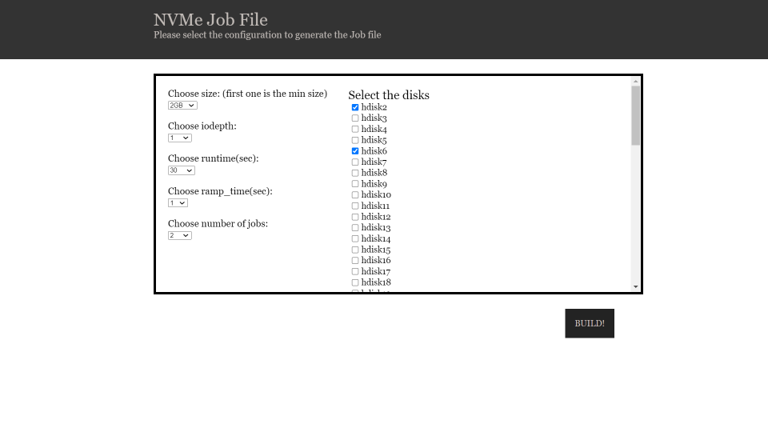 NVMe Job File
Please select the configuration to generate the Job file
Choose size: (first one is the min size)
2GB
Choose iodepth:
1
Choose runtime(sec):
30
Choose ramp_time(sec):
1
Choose number of jobs:
2
Select the disks
hdisk2
hdisk3
hdisk4
hdisk5
hdisk6
hdisk7
hdisk8
hdisk9
hdisk10
hdisk11
hdisk12
hdisk13
hdisk14
hdisk15
hdisk16
hdisk17
hdisk18
BUILD!